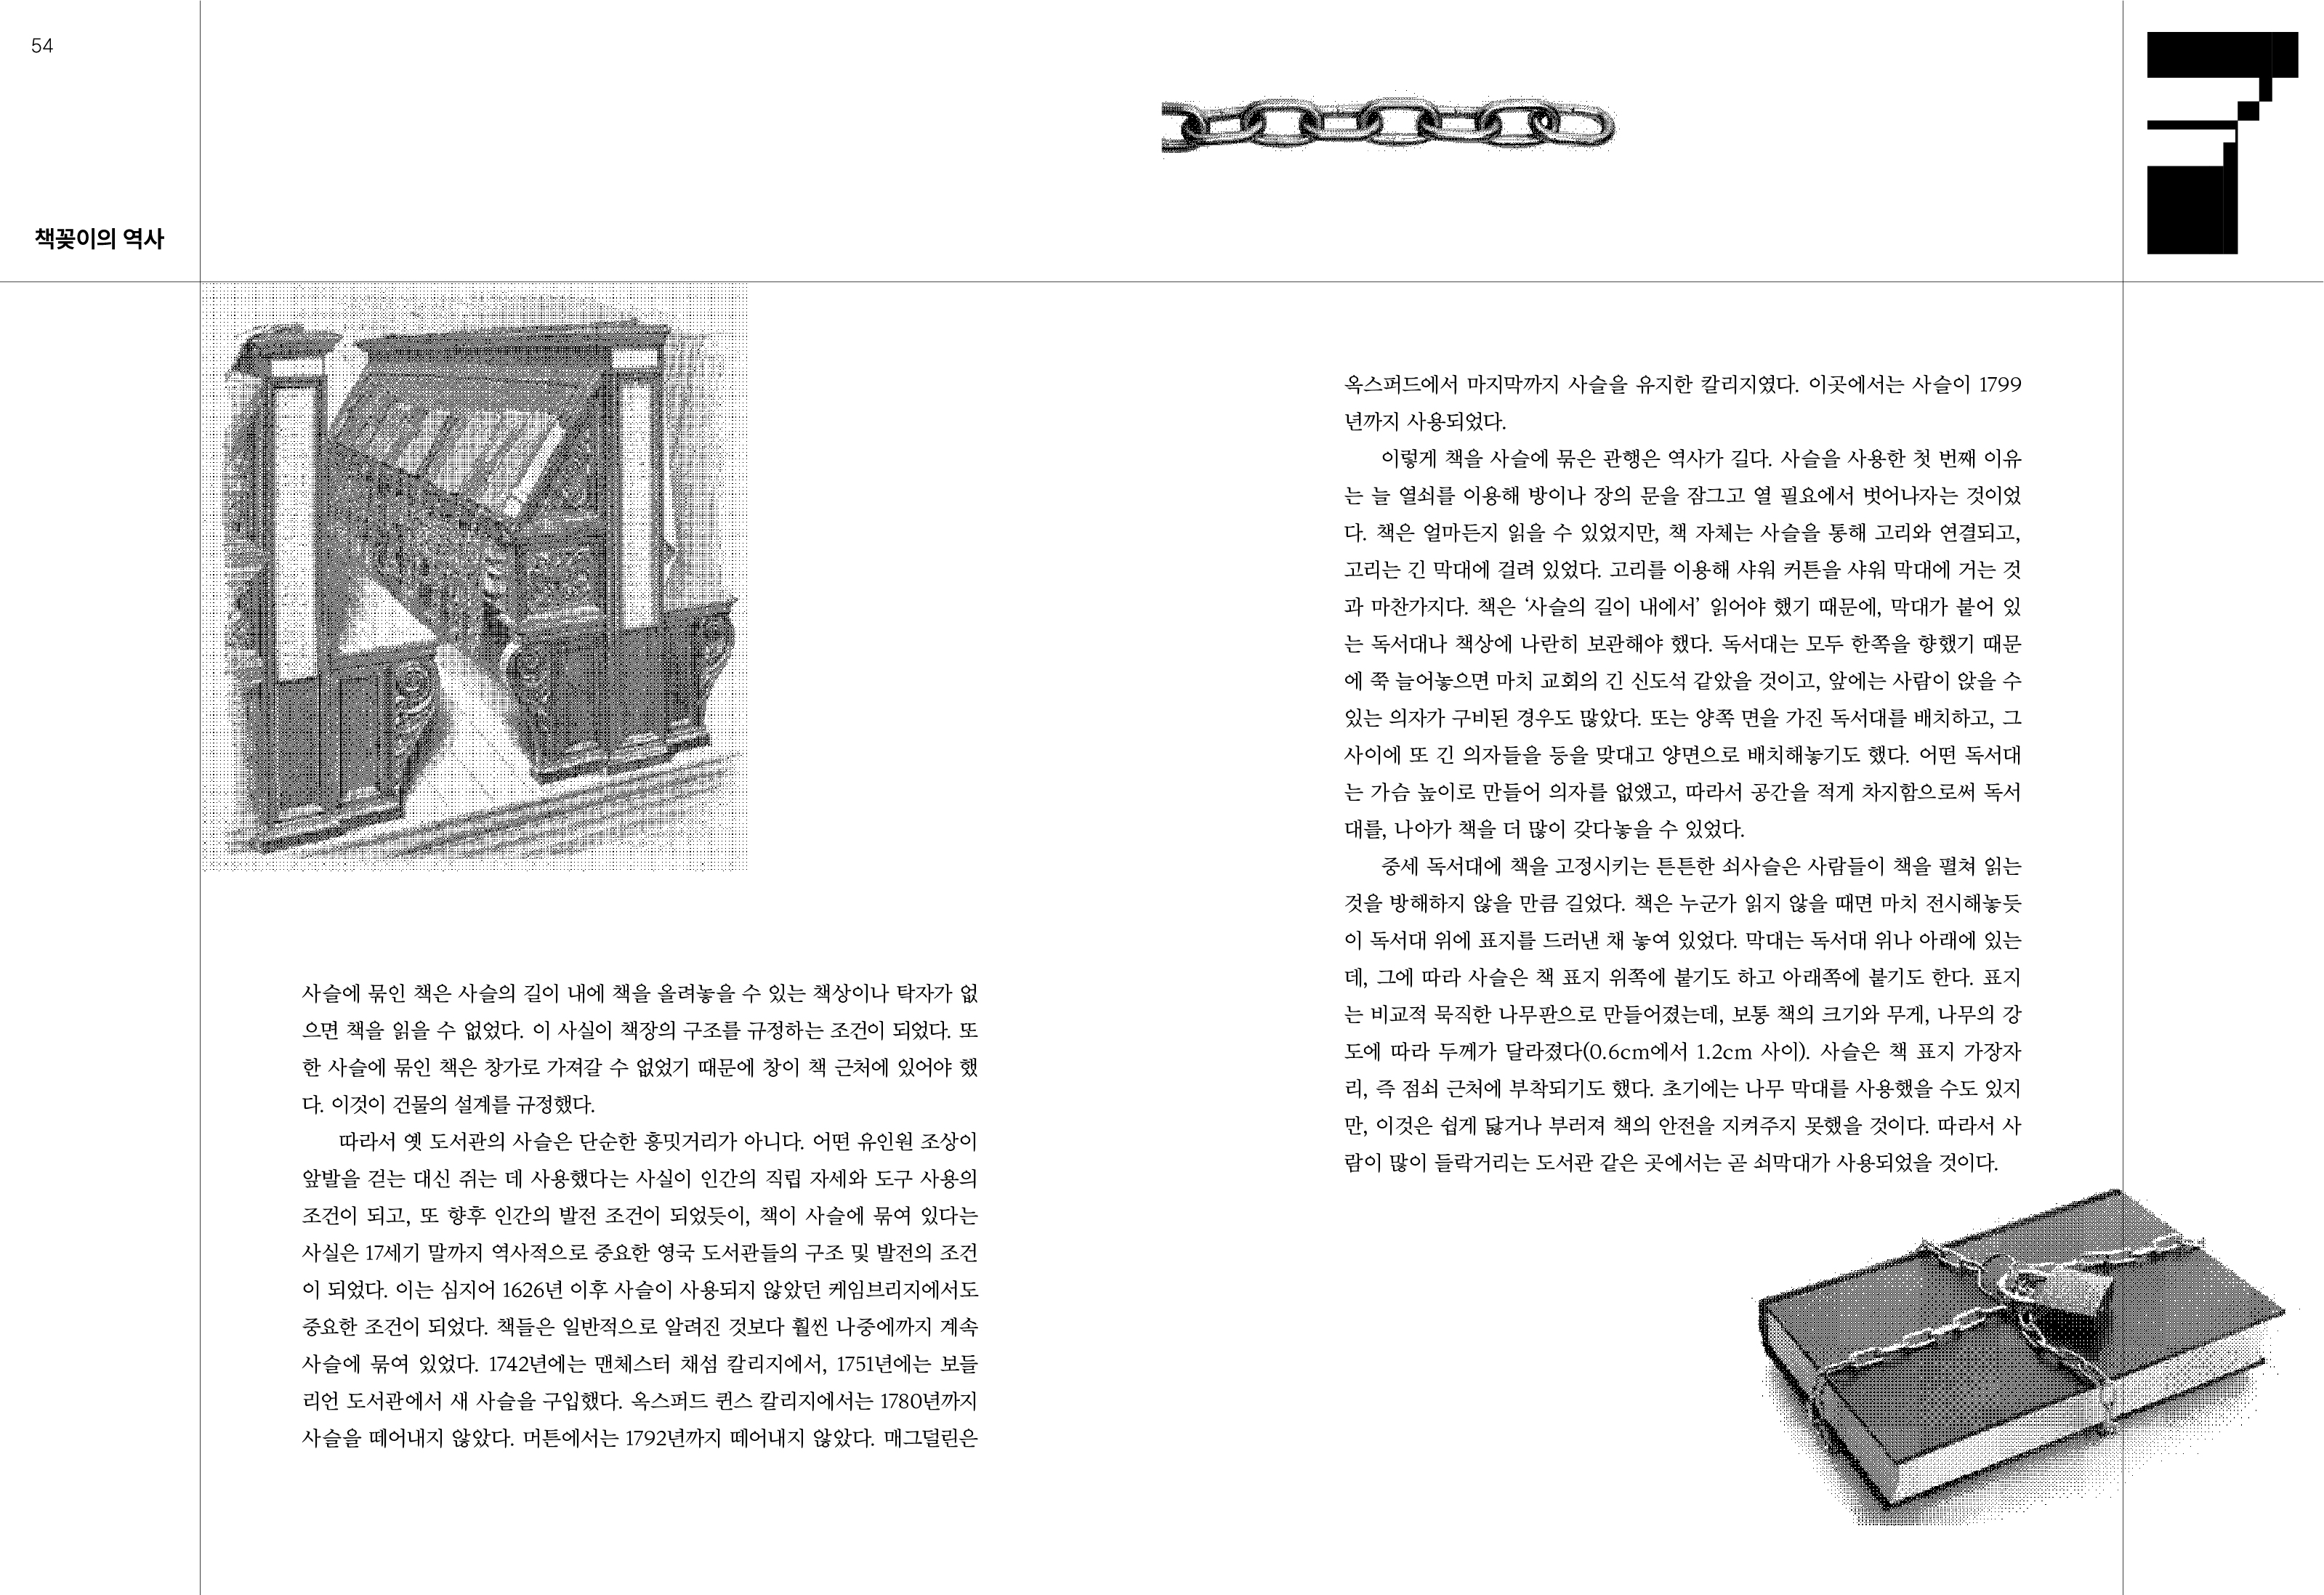 54
책꽂이의 역사
사슬에 묶인 책은 사슬의 길이 내에 책을 올려놓을 수 있는 책상이나 탁자가 없
으면 책을 읽을 수 없었다. 이 사실이 책장의 구조를 규정하는 조건이 되었다. 또
한 사슬에 묶인 책은 창가로 가져갈 수 없었기 때문에 창이 책 근처에 있어야 했
다. 이것이 건물의 설계를 규정했다.
따라서 옛 도서관의 사슬은 단순한 흥밋거리가 아니다. 어떤 유인원 조상이
앞발을 걷는 대신 쥐는 데 사용했다는 사실이 인간의 직립 자세와 도구 사용의
조건이 되고, 또 향후 인간의 발전 조건이 되었듯이, 책이 사슬에 묶여 있다는
사실은 17세기 말까지 역사적으로 중요한 영국 도서관들의 구조 및 발전의 조건
이 되었다. 이는 심지어 1626년 이후 사슬이 사용되지 않았던 케임브리지에서도
중요한 조건이 되었다. 책들은 일반적으로 알려진 것보다 훨씬 나중에까지 계속
사슬에 묶여 있었다. 1742년에는 맨체스터 채섬 칼리지에서, 1751년에는 보들
리언 도서관에서 새 사슬을 구입했다. 옥스퍼드 퀸스 칼리지에서는 1780년까지
사슬을 떼어내지 않았다. 머튼에서는 1792년까지 떼어내지 않았다. 매그덜린은
옥스퍼드에서 마지막까지 사슬을 유지한 칼리지였다. 이곳에서는 사슬이 1799
년까지 사용되었다.
이렇게 책을 사슬에 묶은 관행은 역사가 길다. 사슬을 사용한 첫 번째 이유
는 늘 열쇠를 이용해 방이나 장의 문을 잠그고 열 필요에서 벗어나자는 것이었
다. 책은 얼마든지 읽을 수 있었지만, 책 자체는 사슬을 통해 고리와 연결되고,
고리는 긴 막대에 걸려 있었다. 고리를 이용해 샤워 커튼을 샤워 막대에 거는 것
과 마찬가지다. 책은 ‘사슬의 길이 내에서’ 읽어야 했기 때문에, 막대가 붙어 있
는 독서대나 책상에 나란히 보관해야 했다. 독서대는 모두 한쪽을 향했기 때문
에 쭉 늘어놓으면 마치 교회의 긴 신도석 같았을 것이고, 앞에는 사람이 앉을 수
있는 의자가 구비된 경우도 많았다. 또는 양쪽 면을 가진 독서대를 배치하고, 그
사이에 또 긴 의자들을 등을 맞대고 양면으로 배치해놓기도 했다. 어떤 독서대
는 가슴 높이로 만들어 의자를 없앴고, 따라서 공간을 적게 차지함으로써 독서
대를, 나아가 책을 더 많이 갖다놓을 수 있었다.
중세 독서대에 책을 고정시키는 튼튼한 쇠사슬은 사람들이 책을 펼쳐 읽는
것을 방해하지 않을 만큼 길었다. 책은 누군가 읽지 않을 때면 마치 전시해놓듯
이 독서대 위에 표지를 드러낸 채 놓여 있었다. 막대는 독서대 위나 아래에 있는
데, 그에 따라 사슬은 책 표지 위쪽에 붙기도 하고 아래쪽에 붙기도 한다. 표지
는 비교적 묵직한 나무판으로 만들어졌는데, 보통 책의 크기와 무게, 나무의 강
도에 따라 두께가 달라졌다(0.6cm에서 1.2cm 사이). 사슬은 책 표지 가장자
리, 즉 점쇠 근처에 부착되기도 했다. 초기에는 나무 막대를 사용했을 수도 있지
만, 이것은 쉽게 닳거나 부러져 책의 안전을 지켜주지 못했을 것이다. 따라서 사
람이 많이 들락거리는 도서관 같은 곳에서는 곧 쇠막대가 사용되었을 것이다.